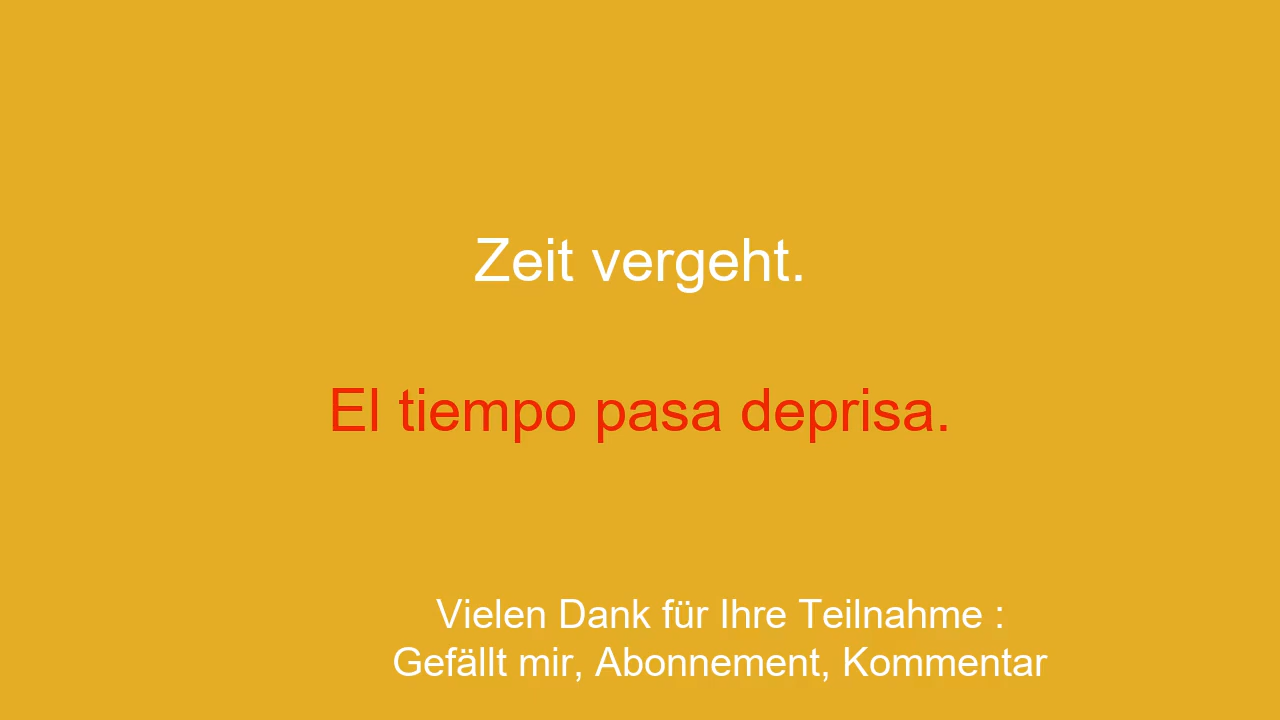 Zeit vergeht.
El tiempo pasa deprisa.
Vielen Dank für Ihre Teilnahme :
Gefällt mir, Abonnement, Kommentar